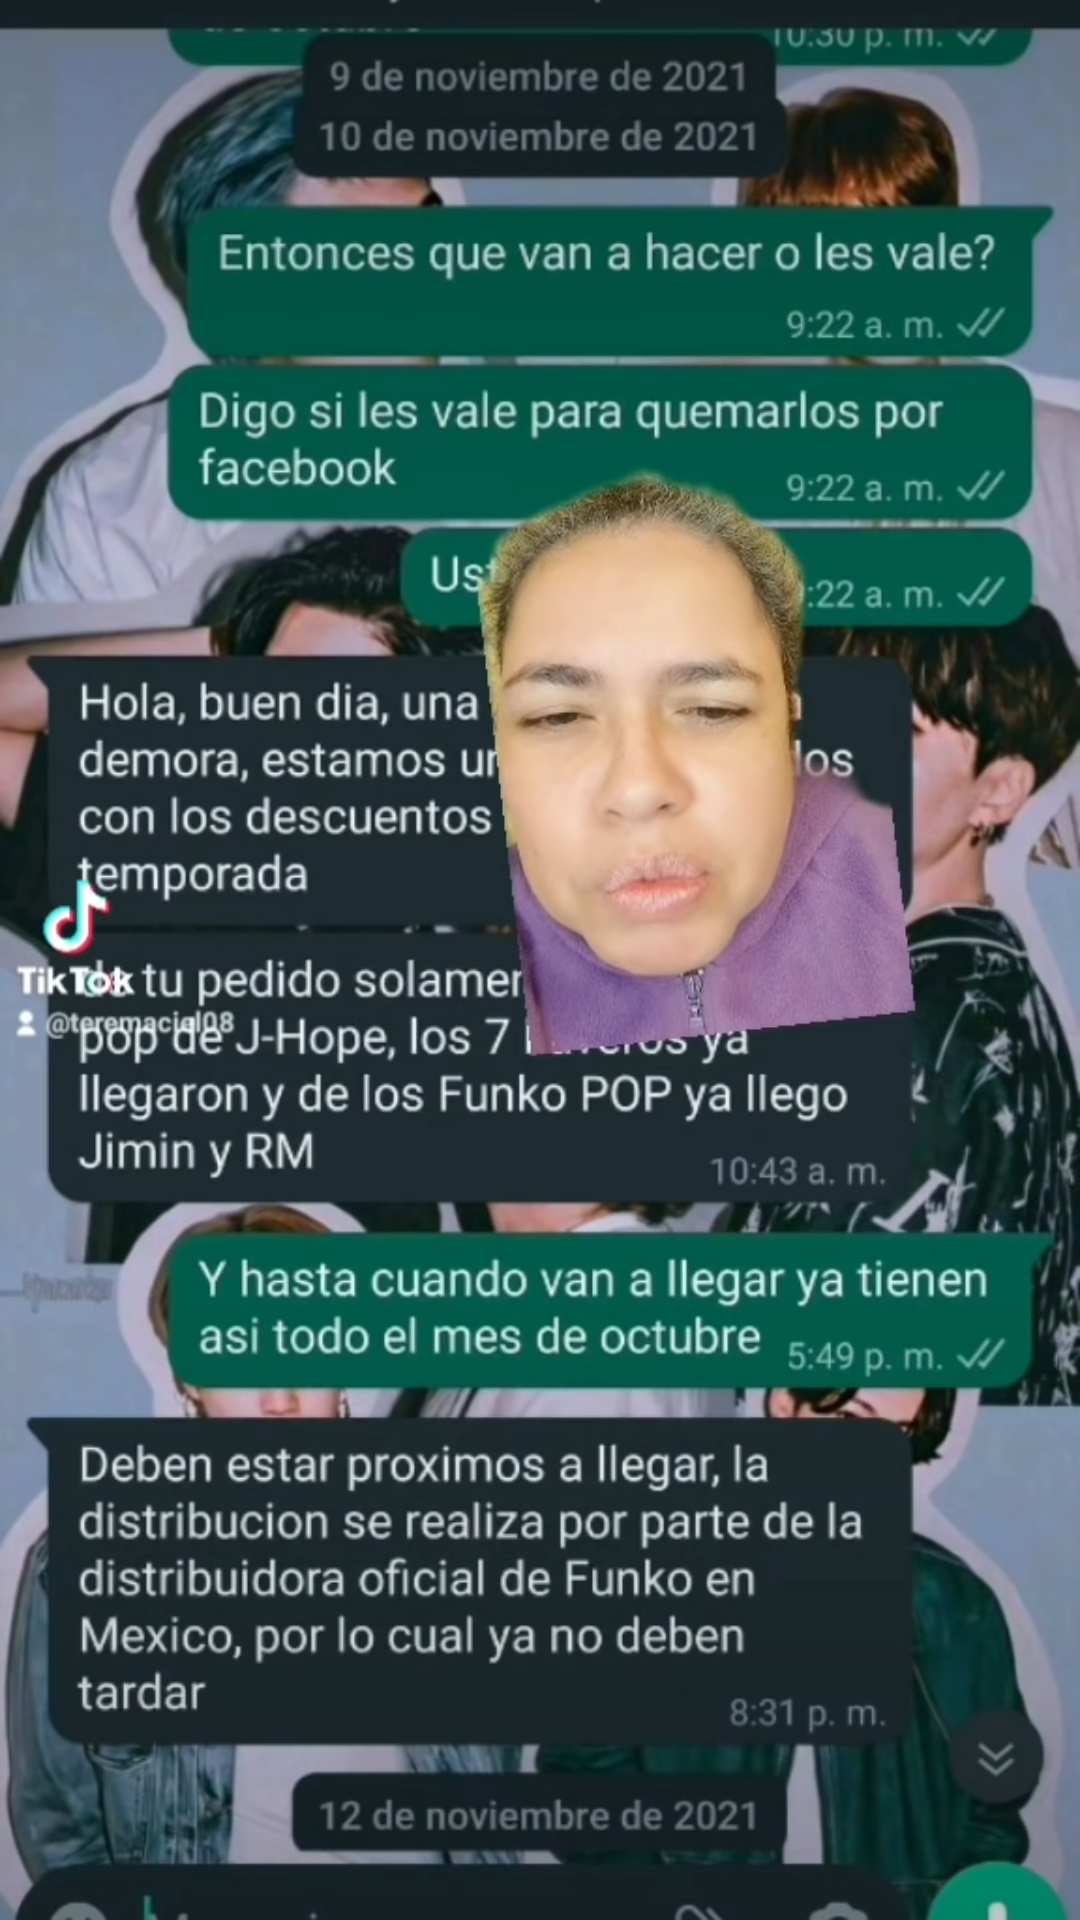 10:30 p. m.
9 de noviembre de 2021
10 de noviembre de 2021
Entonces que van a hacer o les vale?
9:22 a. m.
Digo si les vale para quemarlos por
facebook
9:22 a. m.
:22 a. m.
Hola, buen dia, una
demora, estamos
con los descuentos
temporada
TikTok
@teremaciel08
tu pedido
pop de J-Hope, los 7 ya
llegaron y de los Funko POP ya llego
Jimin y RM
10:43 a. m.
Y hasta cuando van a llegar ya tienen
asi todo el mes de octubre
5:49 p. m.
Deben estar proximos a llegar, la
distribucion se realiza por parte de la
distribuidora oficial de Funko en
Mexico, por lo cual ya no deben
tardar
8:31 p. m.
12 de noviembre de 2021